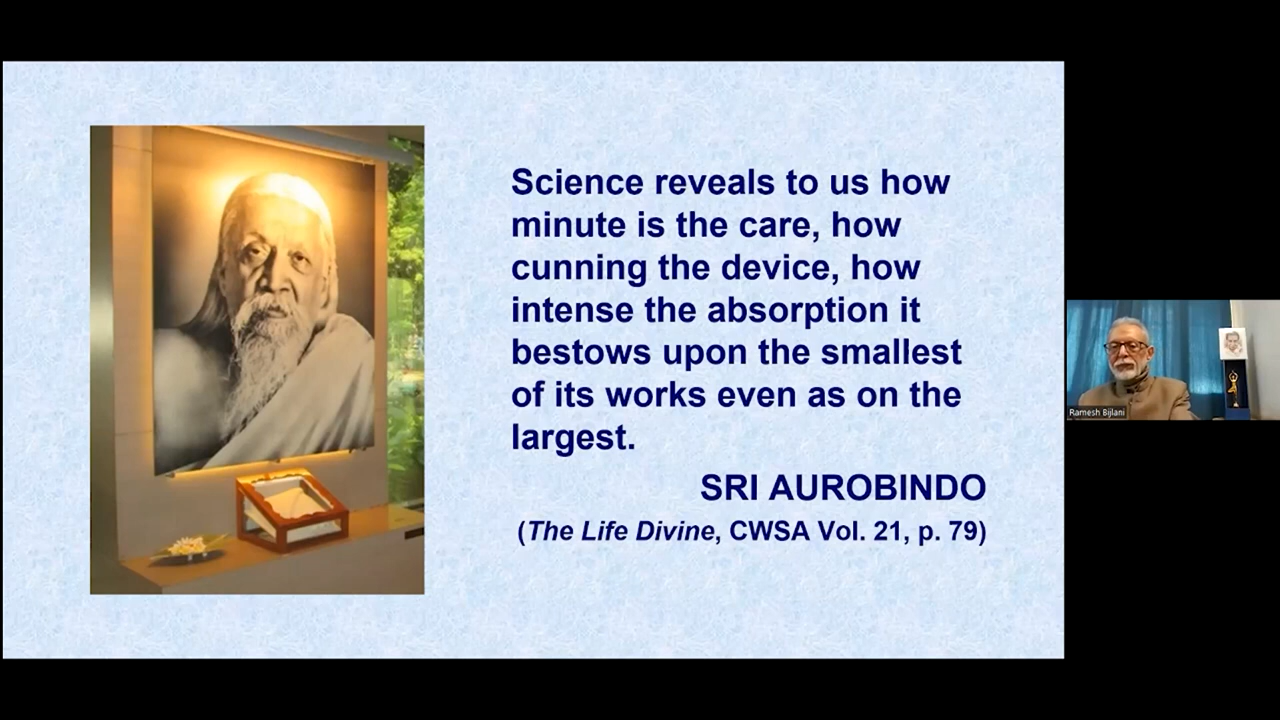 Science reveals to us how
minute is the care, how
cunning the device, how
intense the absorption it
bestows upon the smallest
of its works even as on the
largest.
SRI AUROBINDO
(The Life Divine, CWSA Vol. 21, p. 79)
Ramesh Bijlani